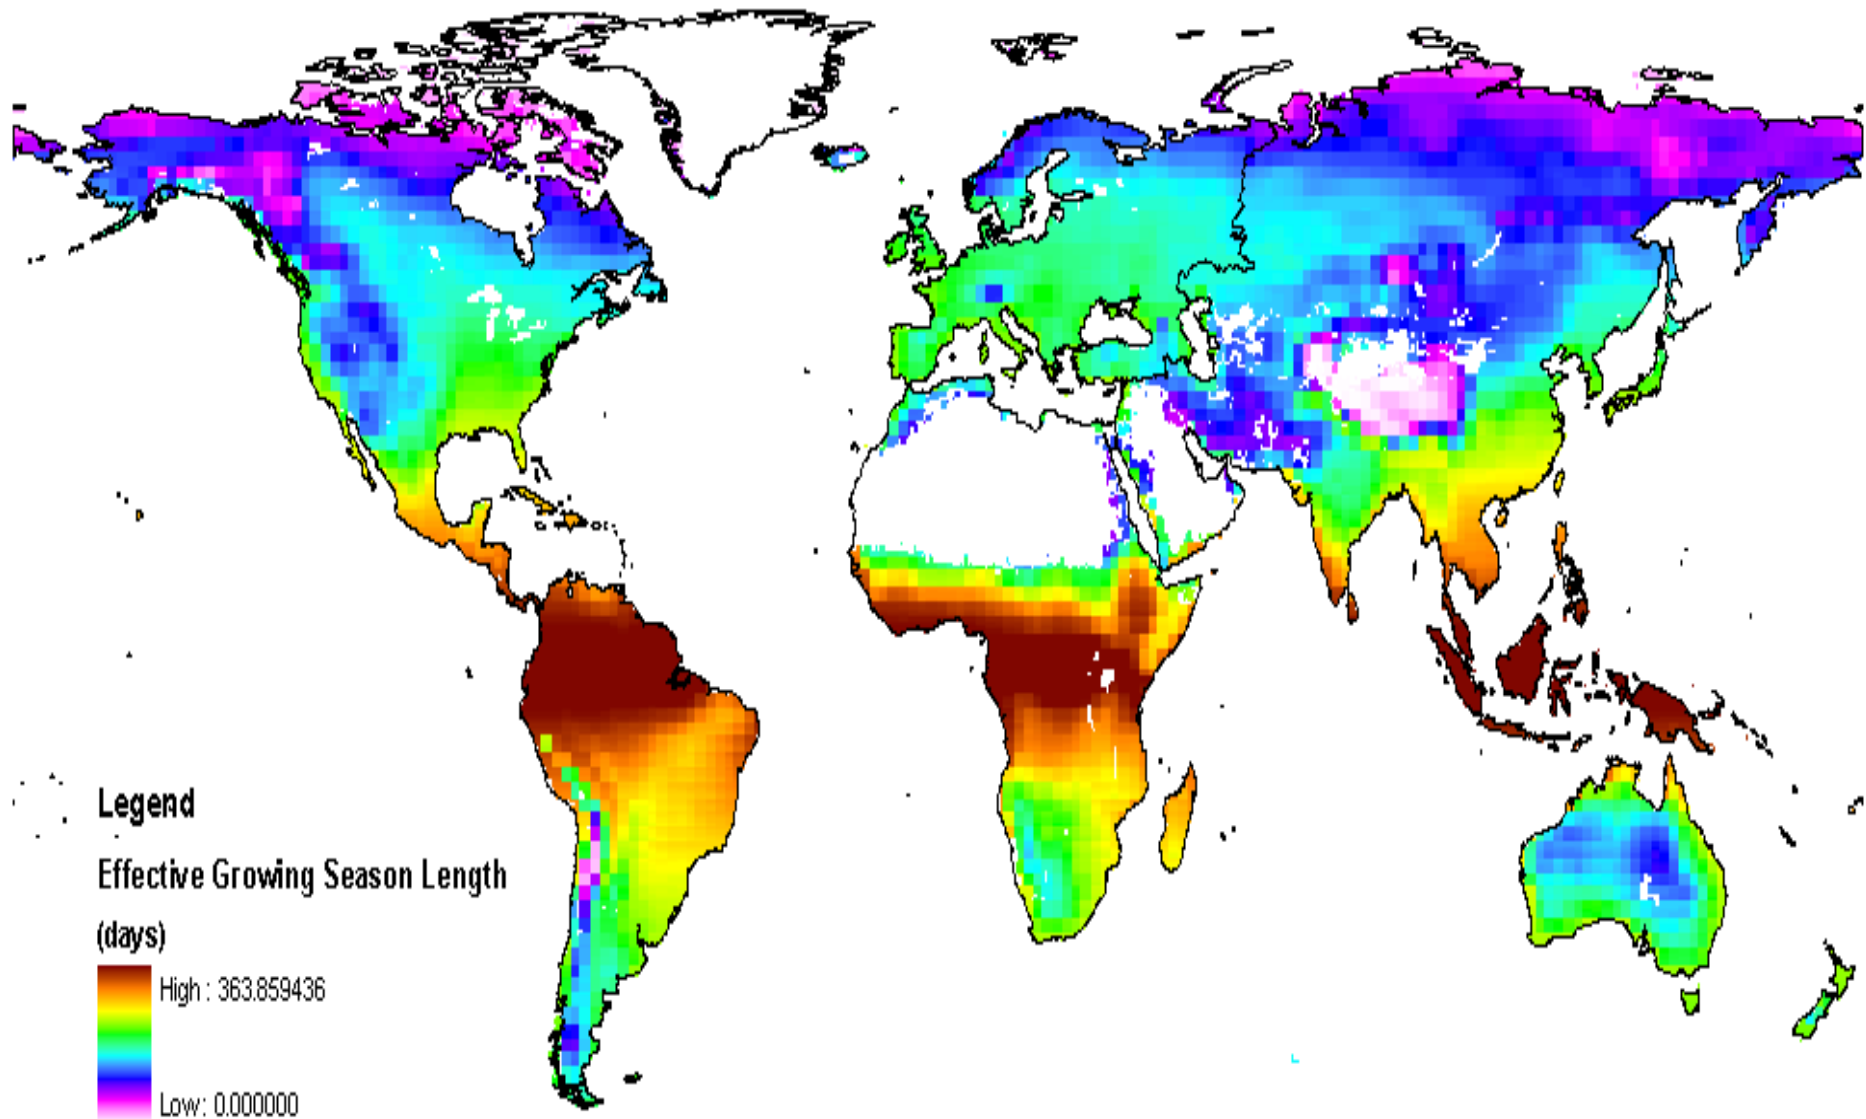 Legend
Effective Growing Season Length
(days)
High : 363.859436
Low : 0.000000